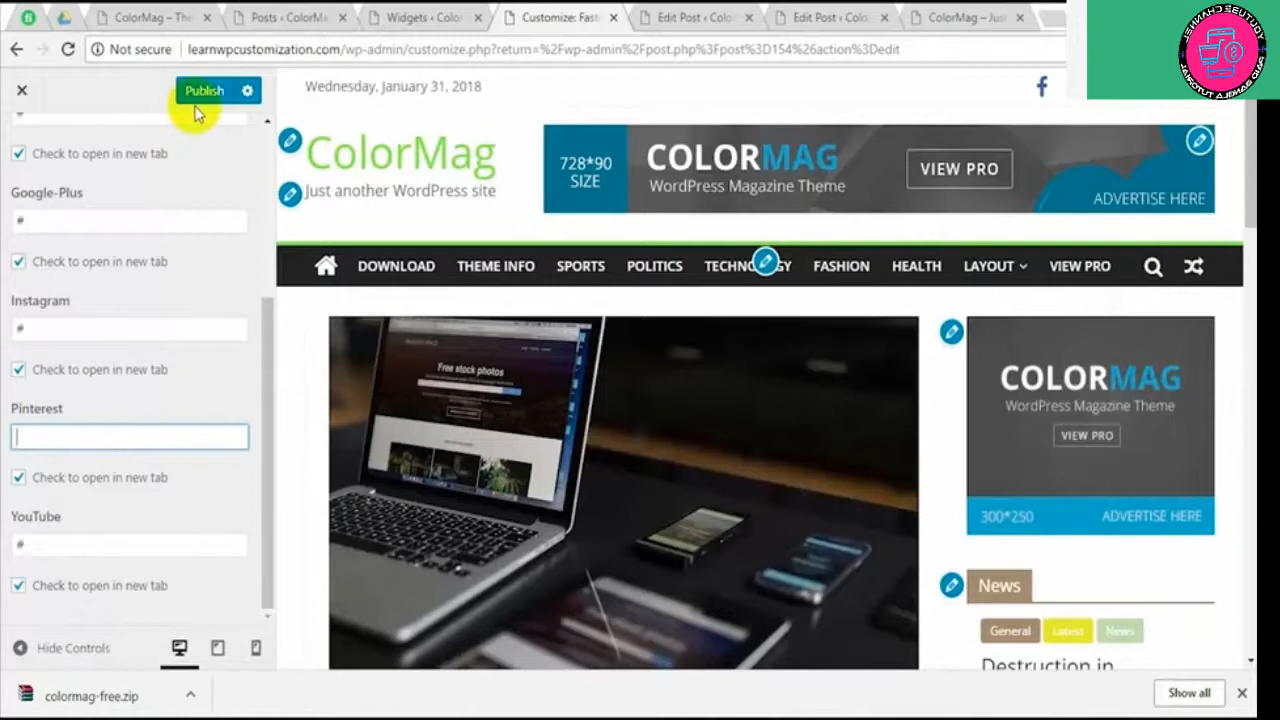 ColorMag – The
Posts ‹ ColorMa
Widgets ‹ Color
Customize: Fast
Edit Post ‹ Colo
Edit Post ‹ Colo
ColorMag – Jus
Not secure
learnwpcustomization.com/wp-admin/customize.php?return=%2Fwp-admin%2Fpost.php%3Fpost%3D154%26action%3Dedit
Publish
Check to open in new tab
Google-Plus
#
Check to open in new tab
Instagram
#
Check to open in new tab
Pinterest
Check to open in new tab
YouTube
#
Check to open in new tab
Hide Controls
Wednesday, January 31, 2018
ColorMag
Just another WordPress site
728*90
SIZE
COLORMAG
WordPress Magazine Theme
VIEW PRO
ADVERTISE HERE
DOWNLOAD THEME INFO SPORTS POLITICS FASHION HEALTH LAYOUT VIEW PRO
Free stock photos
COLORMAG
WordPress Magazine Theme
VIEW PRO
300*250 ADVERTISE HERE
News
General Latest News
Destruction in
colormag-free.zip
Show all